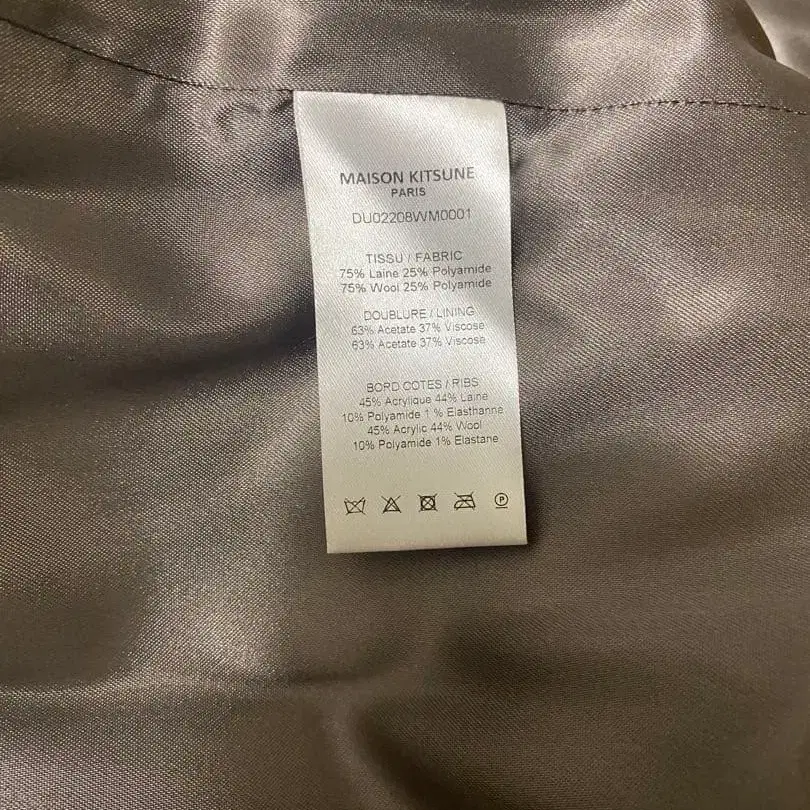 MAISON KITSUNE
PARIS
DU02208WM0001
TISSU / FABRIC
75% Laine 25% Polyamide
75% Wool 25% Polyamide
DOUBLURE / LINING
63% Acetate 37% Viscose
63% Acetate 37% Viscose
BORD COTES / RIBS
45% Acrylique 44% Laine
10% Polyamide 1 % Elasthanne
45% Acrylic 44% Wool
10% Polyamide 1% Elastane
P